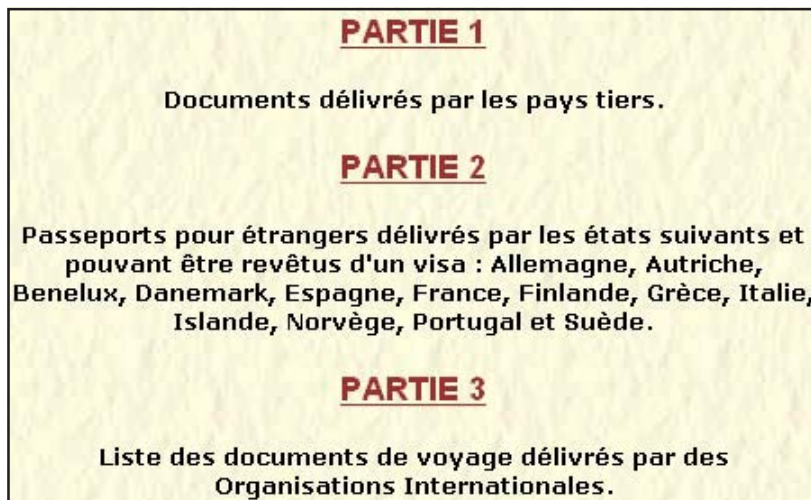 PARTIE 1
Documents délivrés par les pays tiers.
PARTIE 2
Passeports pour étrangers délivrés par les états suivants et
pouvant être revêtus d'un visa : Allemagne, Autriche,
Benelux, Danemark, Espagne, France, Finlande, Grèce, Italie,
Islande, Norvège, Portugal et Suède.
PARTIE 3
Liste des documents de voyage délivrés par des
Organisations Internationales.